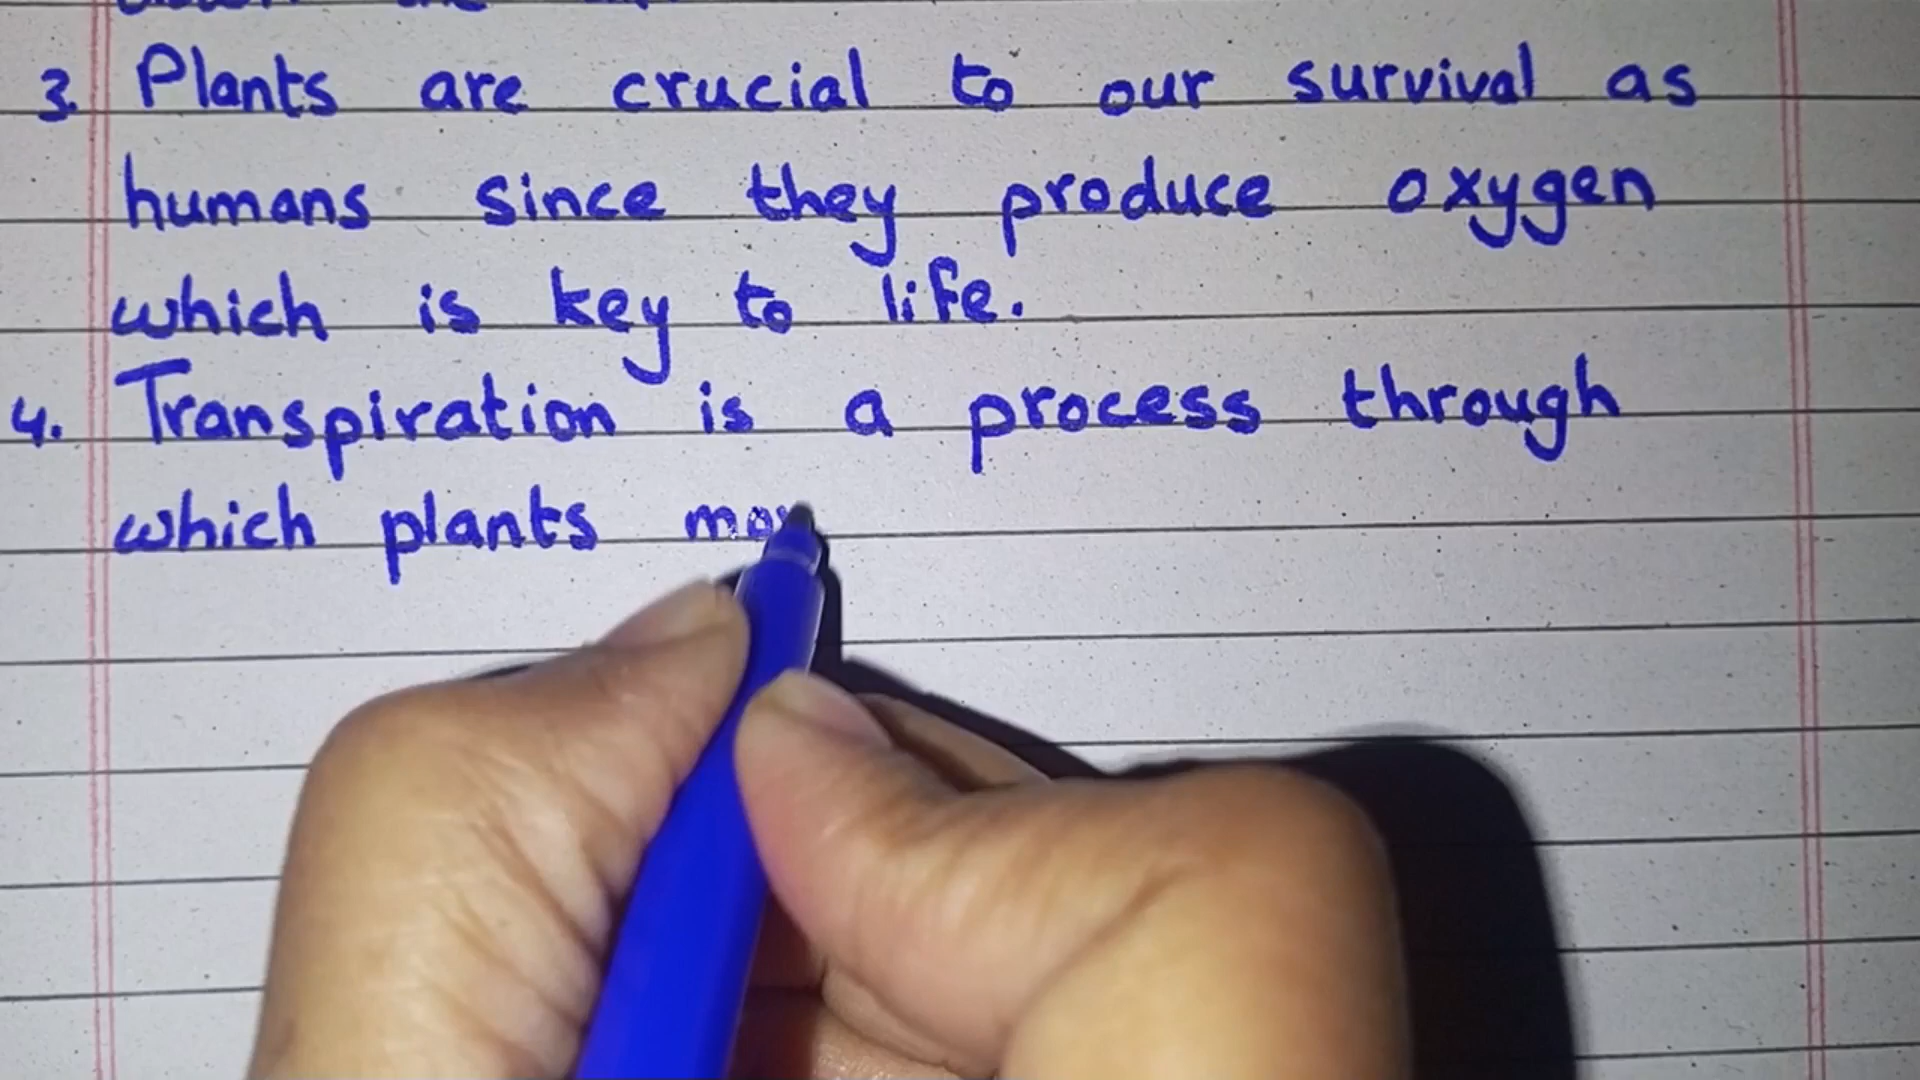 3. Plants are crucial to our survival as
humans since they produce oxygen
which is key to life.
4. Transpiration is a process through
which plants